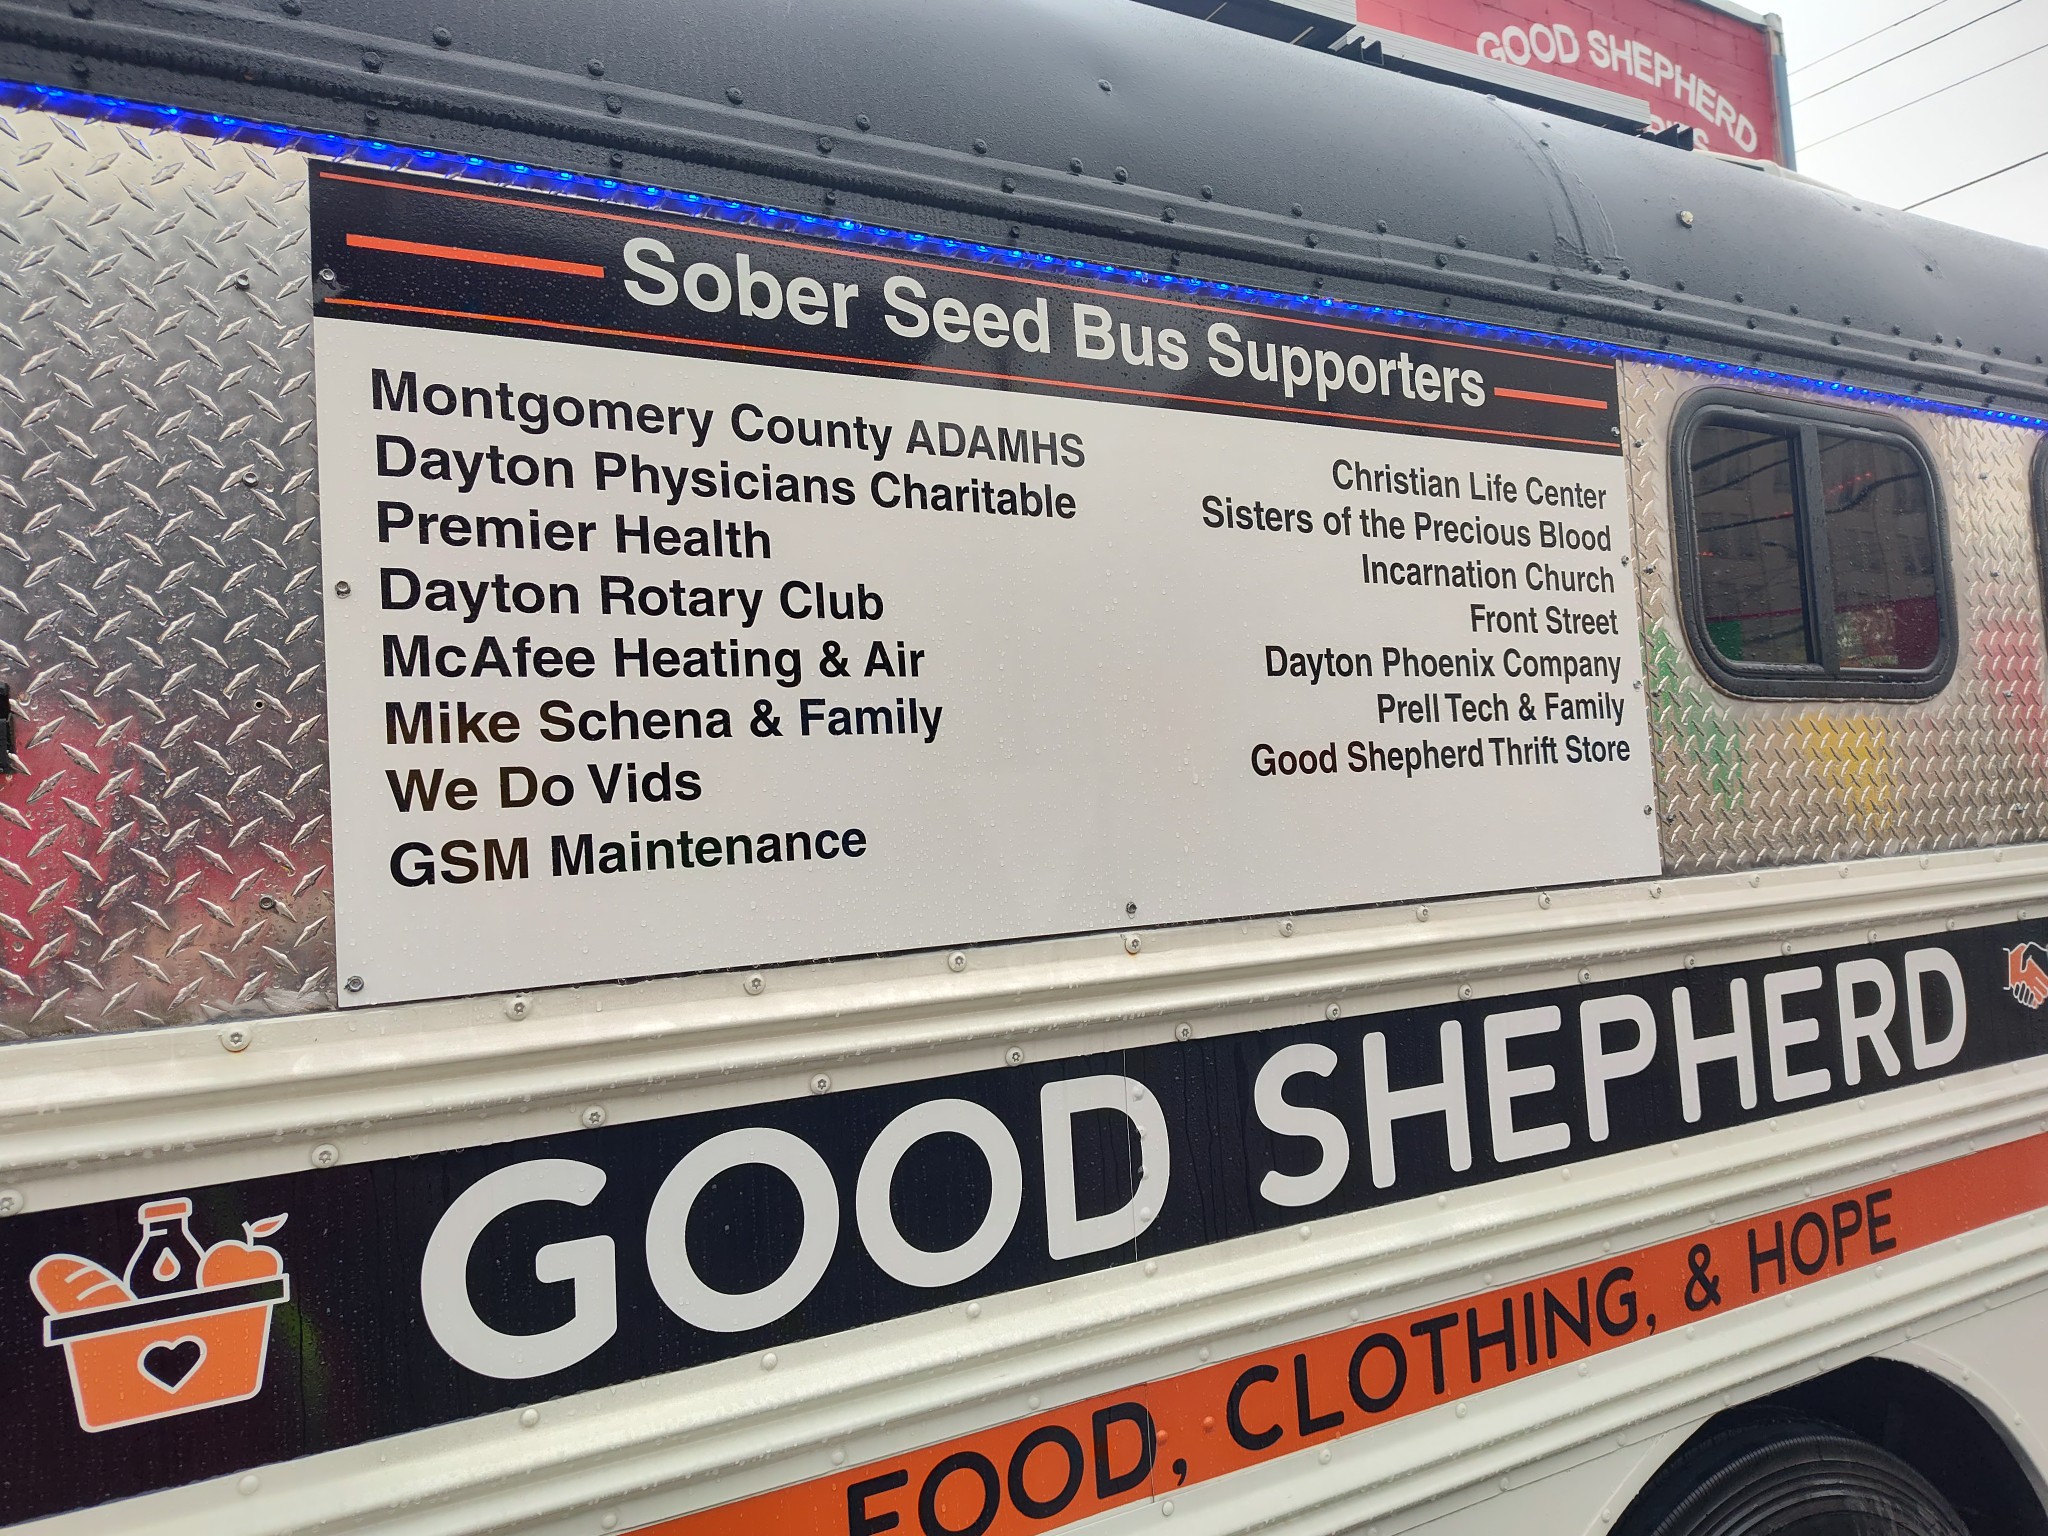 GOOD SHEPHERD
Sober Seed Bus Supporters
Montgomery County ADAMHS
Dayton Physicians Charitable
Premier Health
Dayton Rotary Club
McAfee Heating & Air
Mike Schena & Family
We Do Vids
GSM Maintenance
Christian Life Center
Sisters of the Precious Blood
Incarnation Church
Front Street
Dayton Phoenix Company
Prell Tech & Family
Good Shepherd Thrift Store
GOOD SHEPHERD
FOOD, CLOTHING, & HOPE